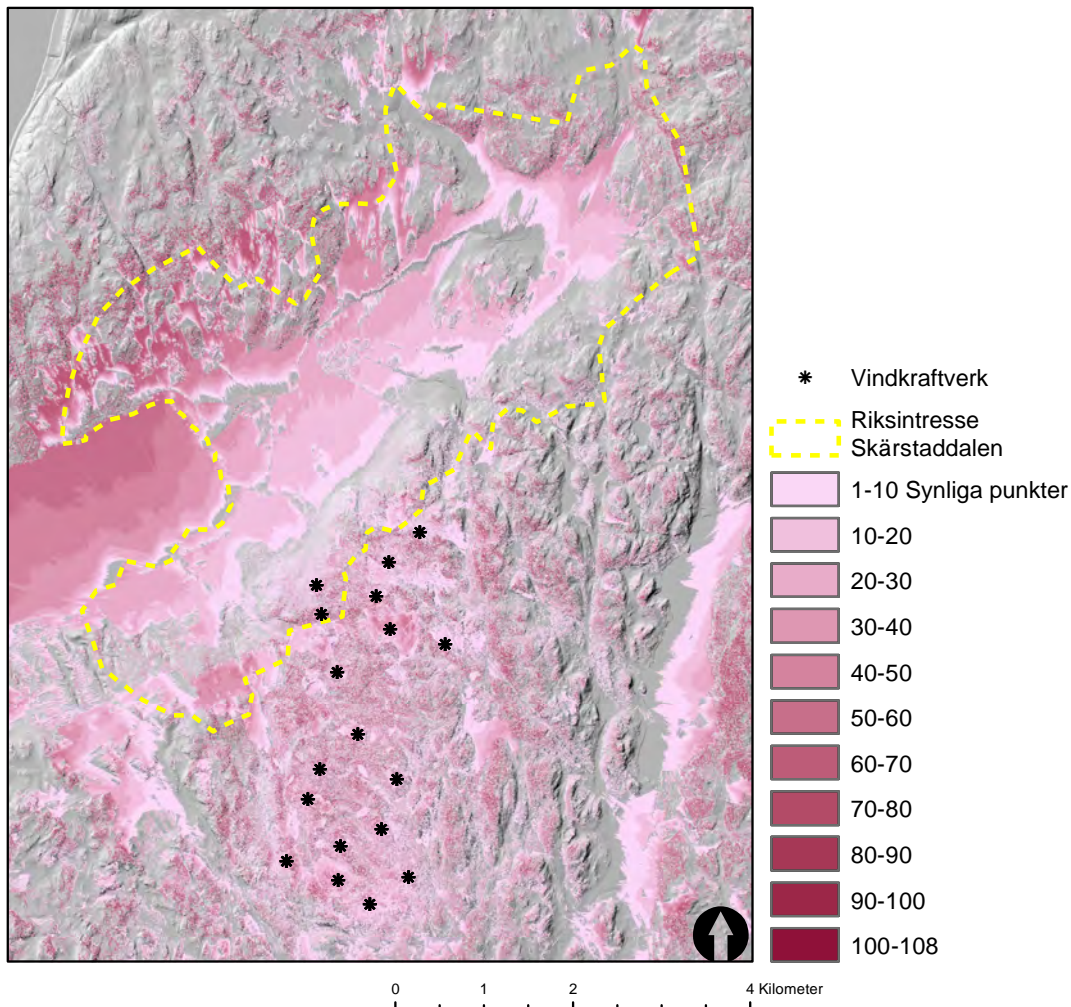 Vindkraftverk
Riksintresse
Skärstaddalen
1-10 Synliga punkter
10-20
20-30
30-40
40-50
50-60
60-70
70-80
80-90
90-100
100-108
0 1 2 4 Kilometer